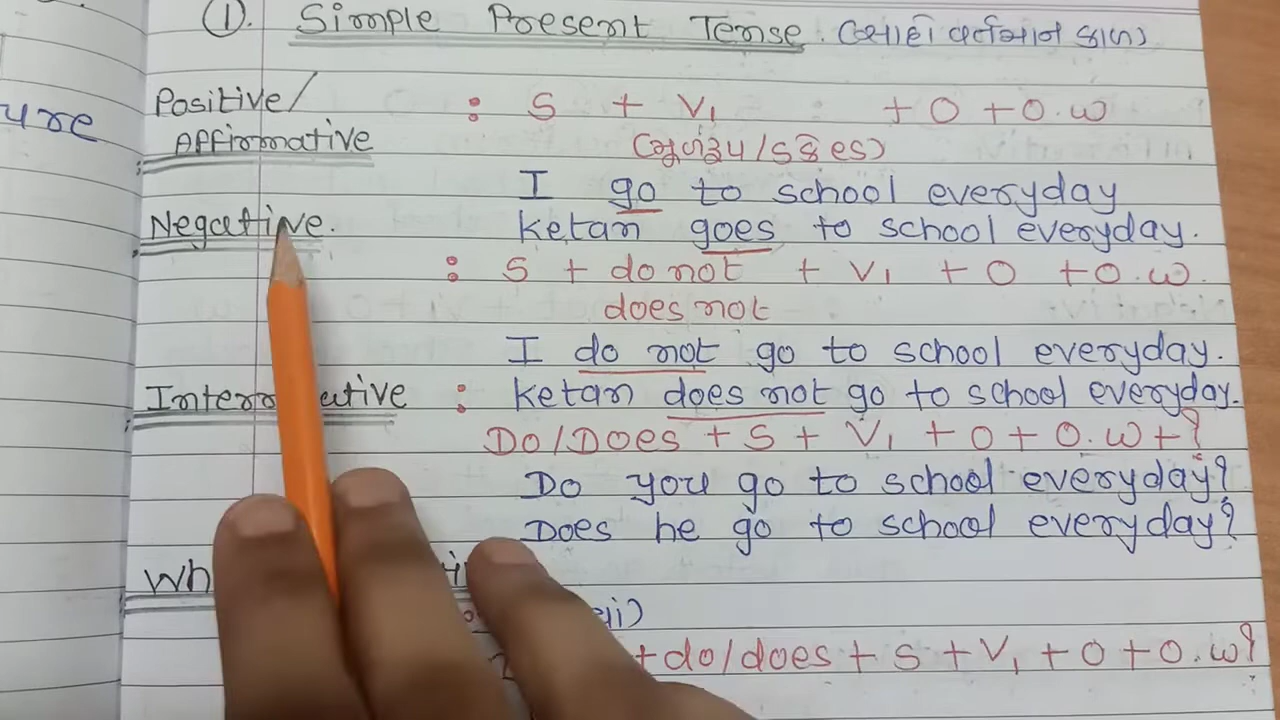 ①. Simple Present Tense. (સાદો વર્તમાન કાળ)
Positive/ : S + V₁ + O + O.W
Affirmative (મૂળરૂપ/S કે es)
I go to school everyday
Negative. Ketan goes to school everyday.
: S + do not + V₁ + O + O.W.
does not
I do not go to school everyday.
Ketan does not go to school everyday.
: Do/Does + S + V₁ + O + O.W + ?
Do you go to school everyday?
Does he go to school everyday?
Wh
+ do/does + S + V₁ + O + O.W?